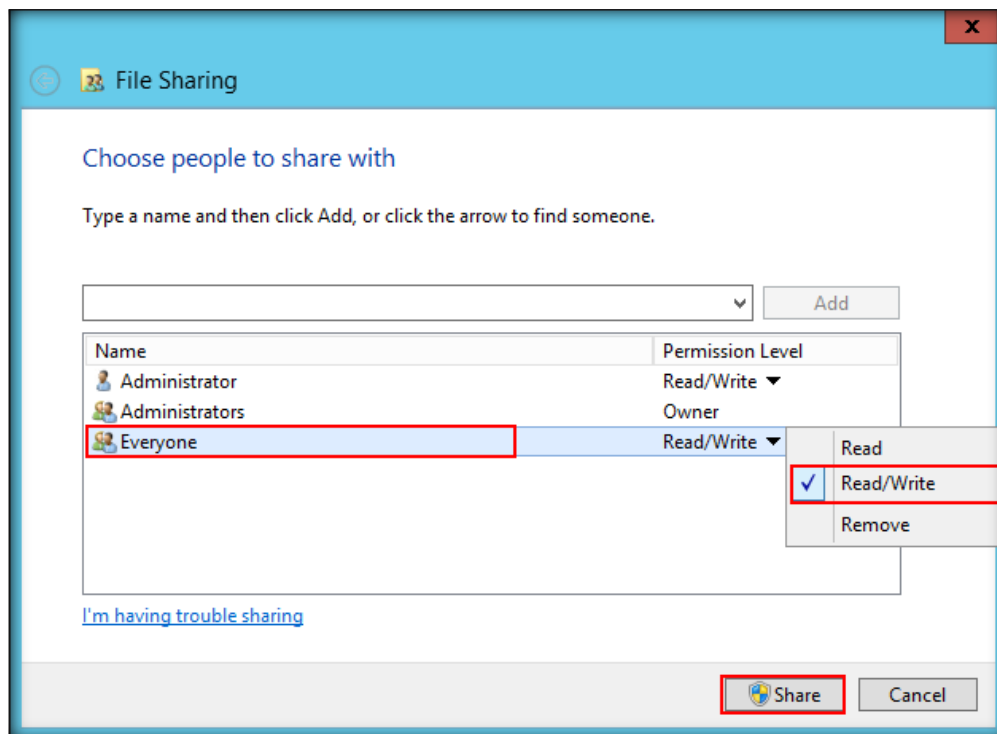 File Sharing
Choose people to share with
Type a name and then click Add, or click the arrow to find someone.
Add
Name Permission Level
Administrator Read/Write
Administrators Owner
Everyone Read/Write
Read
Read/Write
Remove
I'm having trouble sharing
Share Cancel